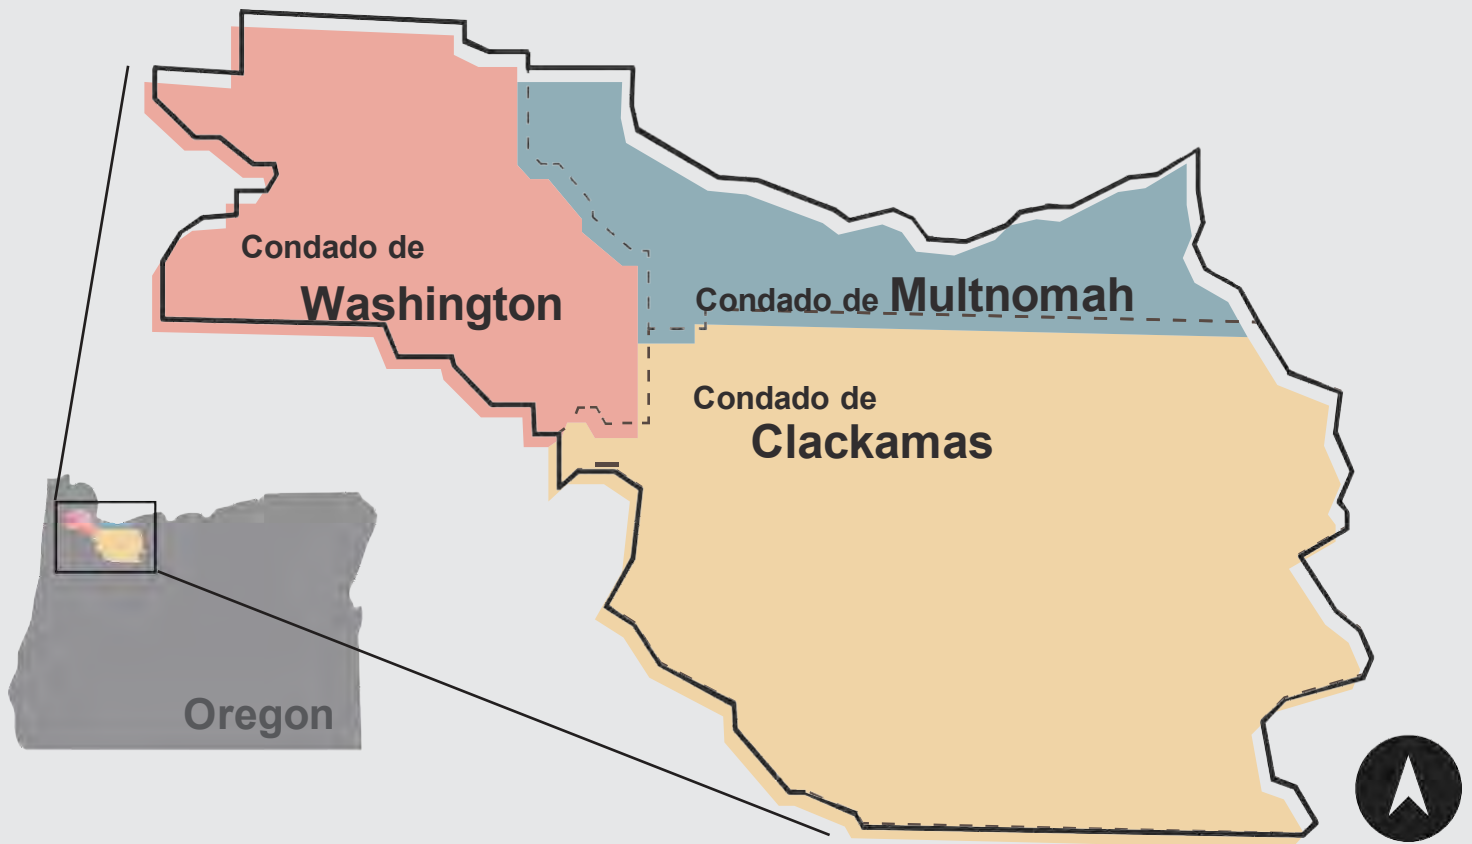 Condado de
Washington
Condado de Multnomah
Condado de
Clackamas
Oregon